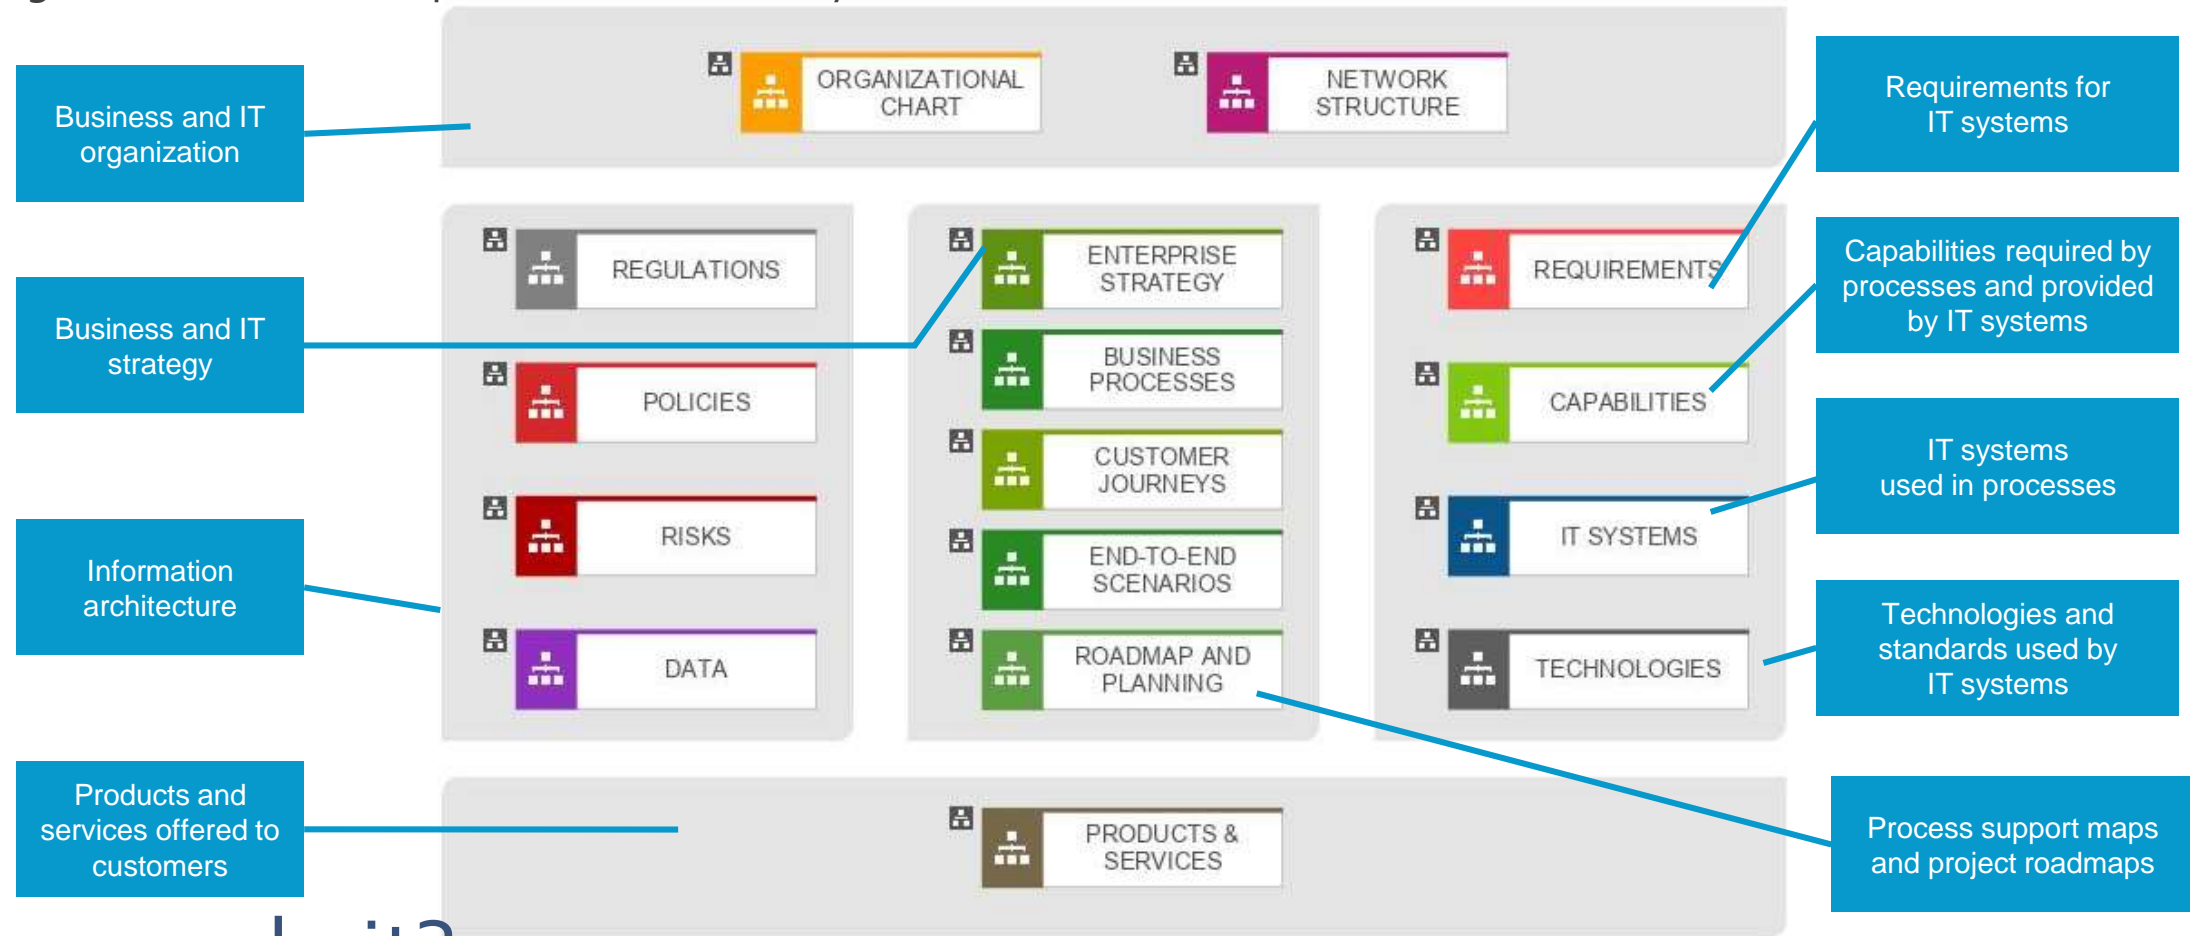 Business and IT
organization
Business and IT
strategy
Information
architecture
Products and
services offered to
customers
ORGANIZATIONAL
CHART
NETWORK
STRUCTURE
REGULATIONS
POLICIES
RISKS
DATA
ENTERPRISE
STRATEGY
BUSINESS
PROCESSES
CUSTOMER
JOURNEYS
END-TO-END
SCENARIOS
ROADMAP AND
PLANNING
REQUIREMENTS
CAPABILITIES
IT SYSTEMS
TECHNOLOGIES
PRODUCTS &
SERVICES
Requirements for
IT systems
Capabilities required by
processes and provided
by IT systems
IT systems
used in processes
Technologies and
standards used by
IT systems
Process support maps
and project roadmaps
it?